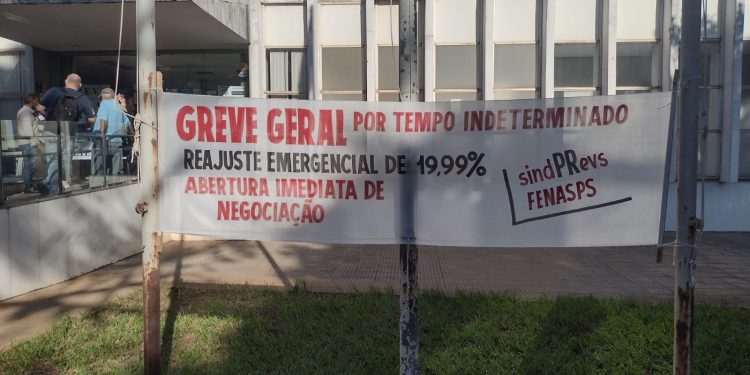 GREVE GERAL POR TEMPO INDETERMINADO
REAJUSTE EMERGENCIAL DE 19,99%
ABERTURA IMEDIATA DE
NEGOCIAÇÃO
sindPRevs
FENASPS